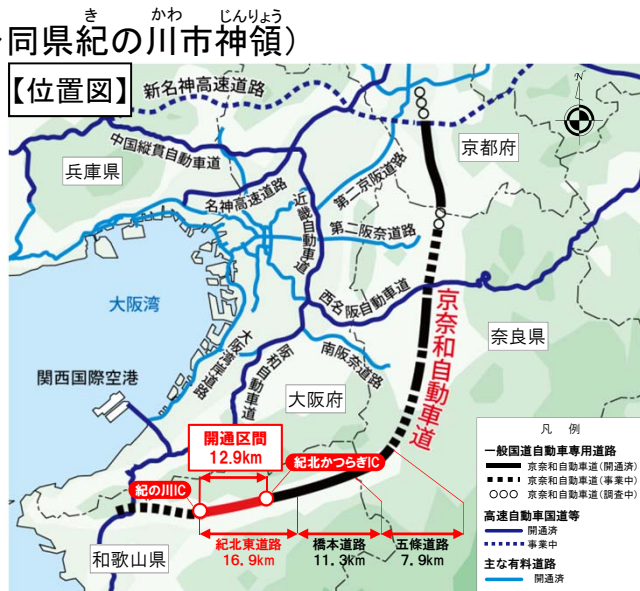 同県紀の川市神領）
き かわ じんりょう
【位置図】
新名神高速道路
京都府
中国縦貫自動車道
兵庫県
名神高速道路
第二京阪道路
近畿自動車道
第二阪奈道路
西名阪自動車道
大阪湾
京奈和自動車道
奈良県
大阪湾岸道路
阪和自動車道
南阪奈道路
関西国際空港
大阪府
開通区間
12.9km
紀北かつらぎIC
紀の川IC
和歌山県
紀北東道路
16.9km
橋本道路
11.3km
五條道路
7.9km
N
凡 例
一般国道自動車専用道路
京奈和自動車道(開通済)
京奈和自動車道(事業中)
京奈和自動車道(調査中)
高速自動車国道等
開通済
事業中
主な有料道路
開通済